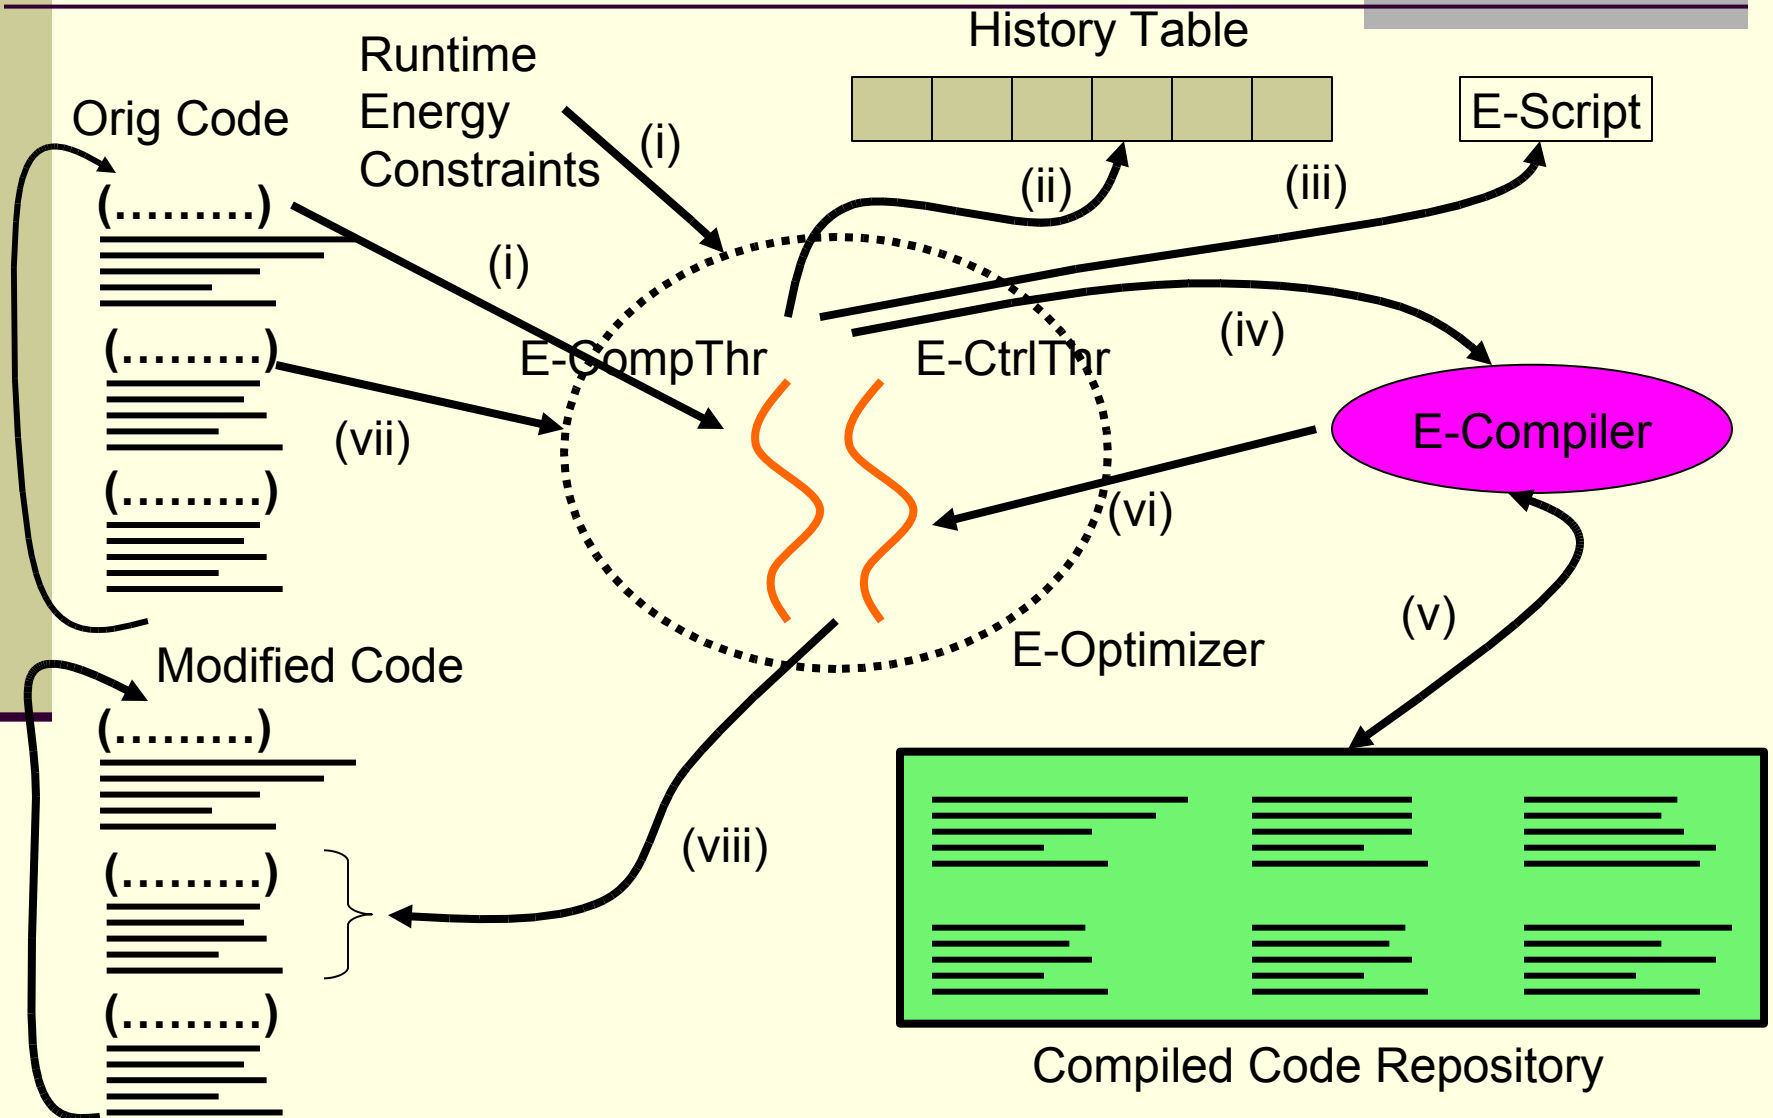 History Table
Runtime
Energy
Constraints
Orig Code
E-Script
(i)
(ii)
(iii)
(.........)
(i)
(iv)
(.........)
E-CompThr
E-CtrlThr
(vii)
E-Compiler
(.........)
(vi)
(v)
E-Optimizer
Modified Code
(.........)
(viii)
(.........)
(.........)
Compiled Code Repository